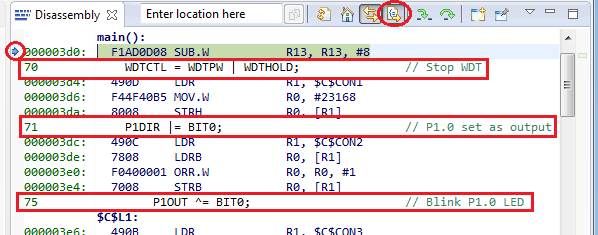 Disassembly
Enter location here
main():
000003d0: F1AD0D08 SUB.W R13, R13, #8
70 WDTCTL = WDTPW | WDTHOLD; // Stop WDT
000003d4: 490D LDR R1, $C$CON1
000003d6: F44F40B5 MOV.W R0, #23168
000003da: 8008 STRH R0, [R1]
71 P1DIR |= BIT0; // P1.0 set as output
000003dc: 490C LDR R1, $C$CON2
000003de: 7808 LDRB R0, [R1]
000003e0: F0400001 ORR.W R0, R0, #1
000003e4: 7008 STRB R0, [R1]
75 P1OUT ^= BIT0; // Blink P1.0 LED
$C$L1:
000003e6: 490B LDR R1, $C$CON3